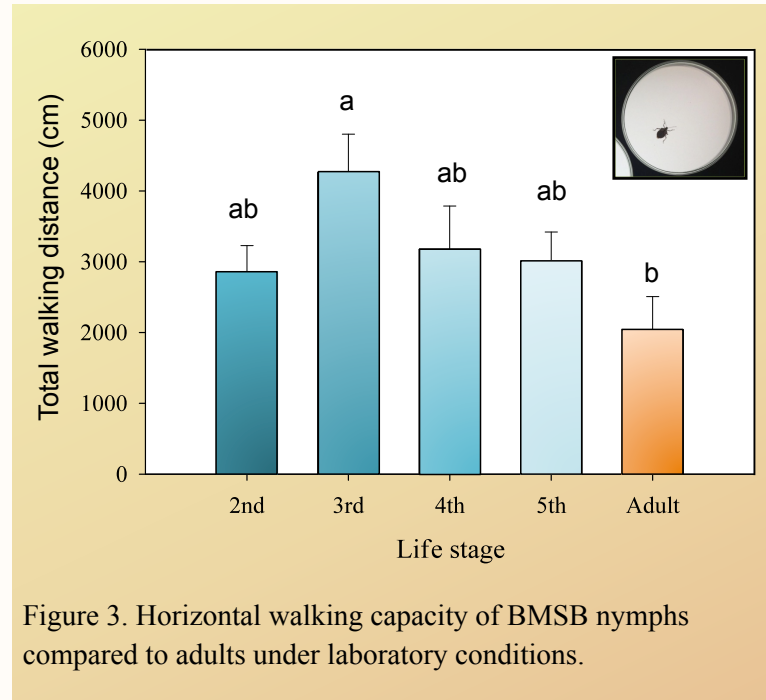 6000
5000
4000
3000
2000
1000
0
Total walking distance (cm)
ab
a
ab
ab
b
2nd 3rd 4th 5th Adult
Life stage
Figure 3. Horizontal walking capacity of BMSB nymphs
compared to adults under laboratory conditions.